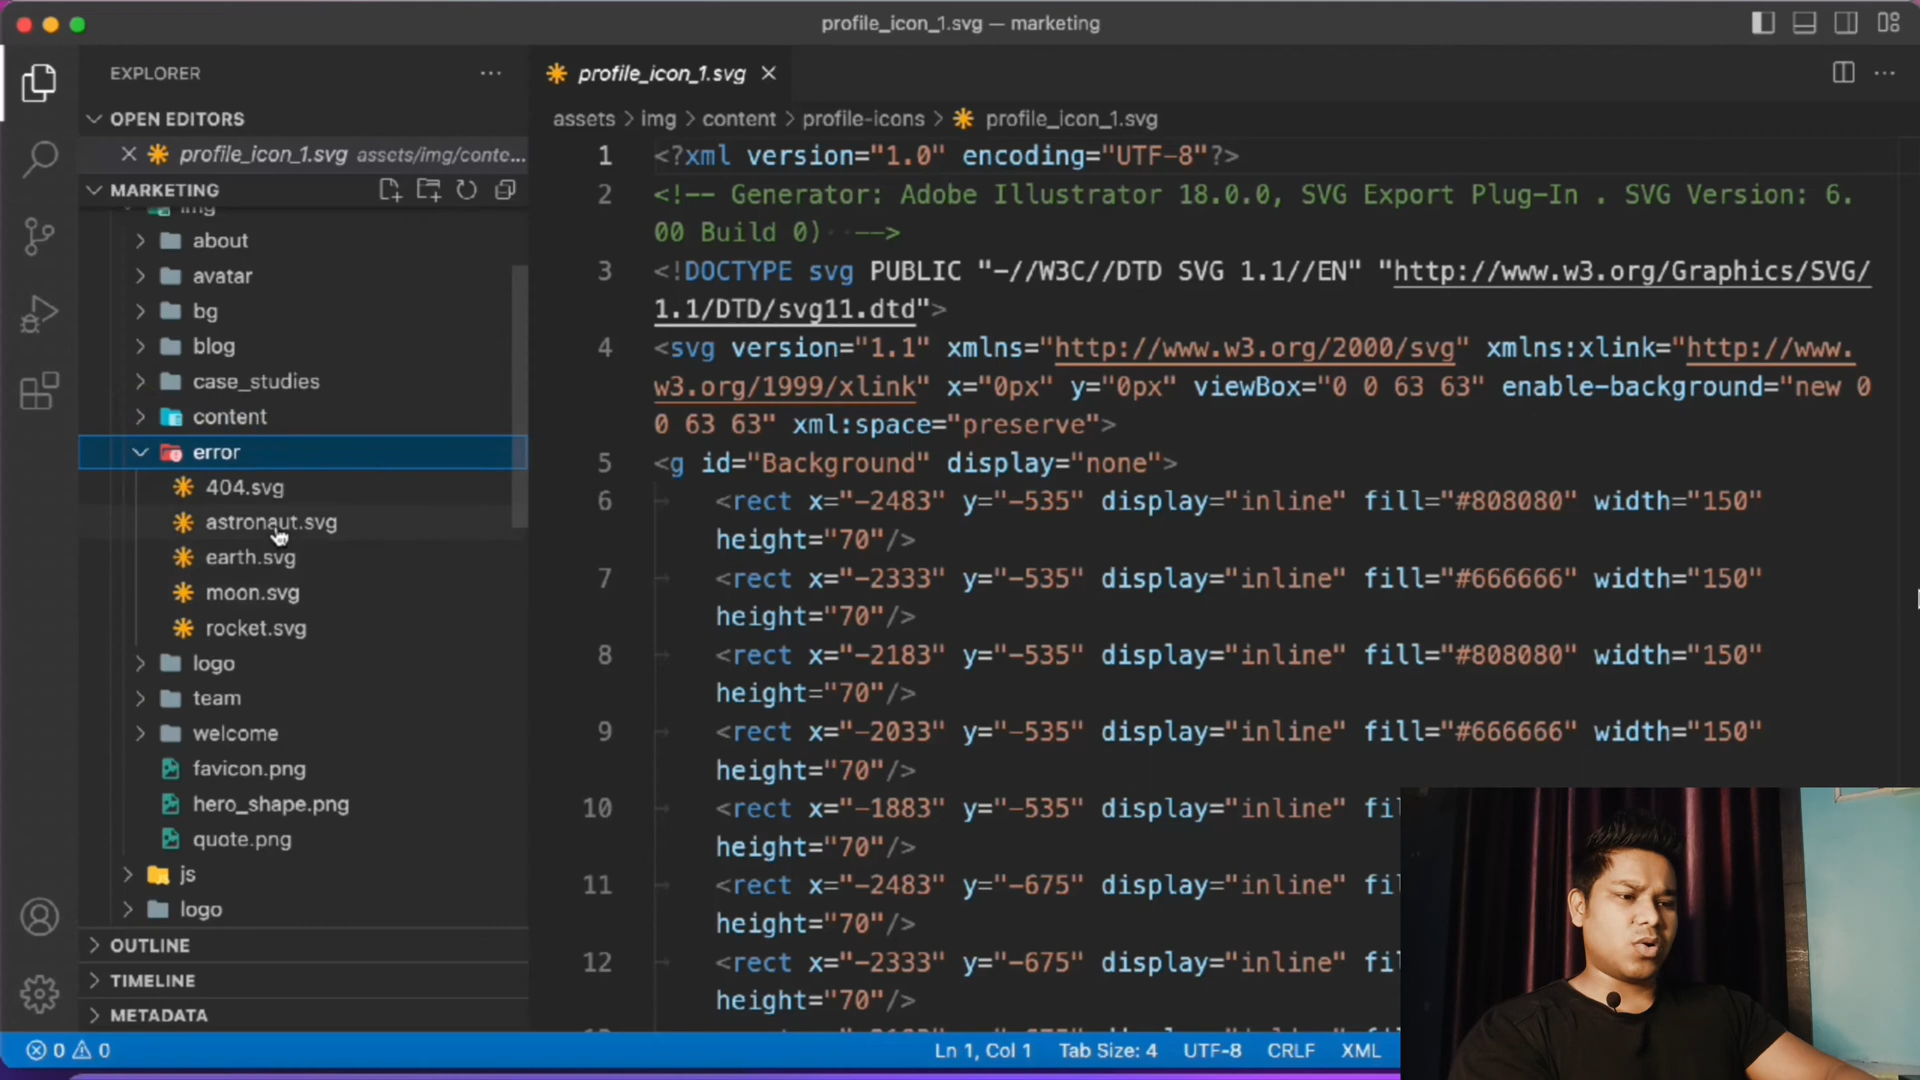 profile_icon_1.svg — marketing
EXPLORER
OPEN EDITORS
profile_icon_1.svg assets/img/conte...
MARKETING
img
about
avatar
bg
blog
case_studies
content
error
404.svg
astronaut.svg
earth.svg
moon.svg
rocket.svg
logo
team
welcome
favicon.png
hero_shape.png
quote.png
js
logo
OUTLINE
TIMELINE
METADATA
profile_icon_1.svg
assets > img > content > profile-icons > profile_icon_1.svg
1 <?xml version="1.0" encoding="UTF-8"?>
2 <!-- Generator: Adobe Illustrator 18.0.0, SVG Export Plug-In . SVG Version: 6.
00 Build 0) -->
3 <!DOCTYPE svg PUBLIC "-//W3C//DTD SVG 1.1//EN" "http://www.w3.org/Graphics/SVG/
1.1/DTD/svg11.dtd">
4 <svg version="1.1" xmlns="http://www.w3.org/2000/svg" xmlns:xlink="http://www.
w3.org/1999/xlink" x="0px" y="0px" viewBox="0 0 63 63" enable-background="new 0
0 63 63" xml:space="preserve">
5 <g id="Background" display="none">
6 <rect x="-2483" y="-535" display="inline" fill="#808080" width="150"
height="70"/>
7 <rect x="-2333" y="-535" display="inline" fill="#666666" width="150"
height="70"/>
8 <rect x="-2183" y="-535" display="inline" fill="#808080" width="150"
height="70"/>
9 <rect x="-2033" y="-535" display="inline" fill="#666666" width="150"
height="70"/>
10 <rect x="-1883" y="-535" display="inline" fil
height="70"/>
11 <rect x="-2483" y="-675" display="inline" fil
height="70"/>
12 <rect x="-2333" y="-675" display="inline" fil
height="70"/>
0 0 Ln 1, Col 1 Tab Size: 4 UTF-8 CRLF XML